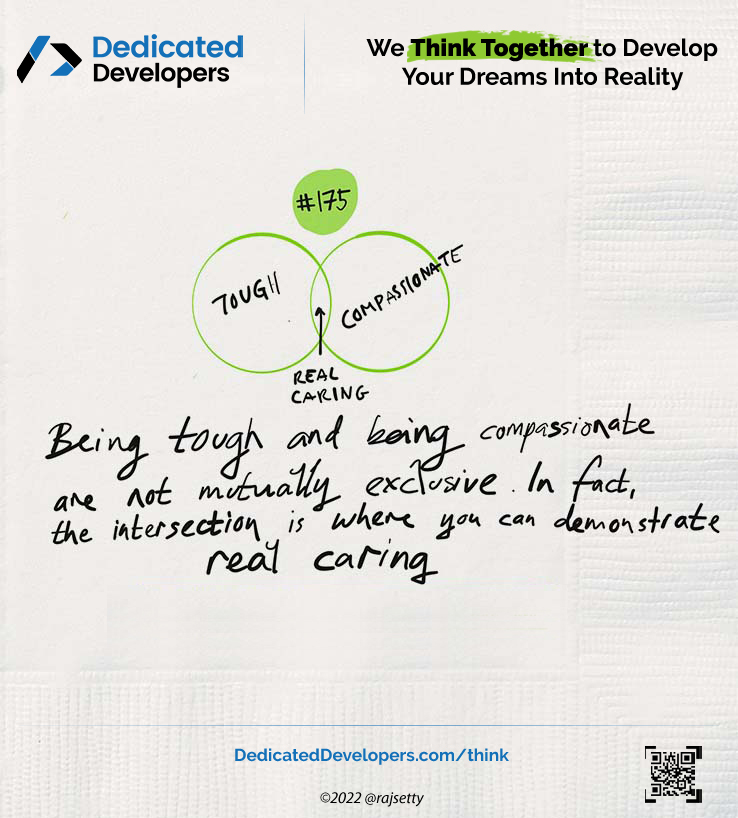 Dedicated
Developers
We Think Together to Develop
Your Dreams Into Reality
#175
TOUGH
COMPASSIONATE
REAL
CARING
Being tough and being compassionate
are not mutually exclusive. In fact,
the intersection is where you can demonstrate
real caring
DedicatedDevelopers.com/think
©2022 @rajsetty